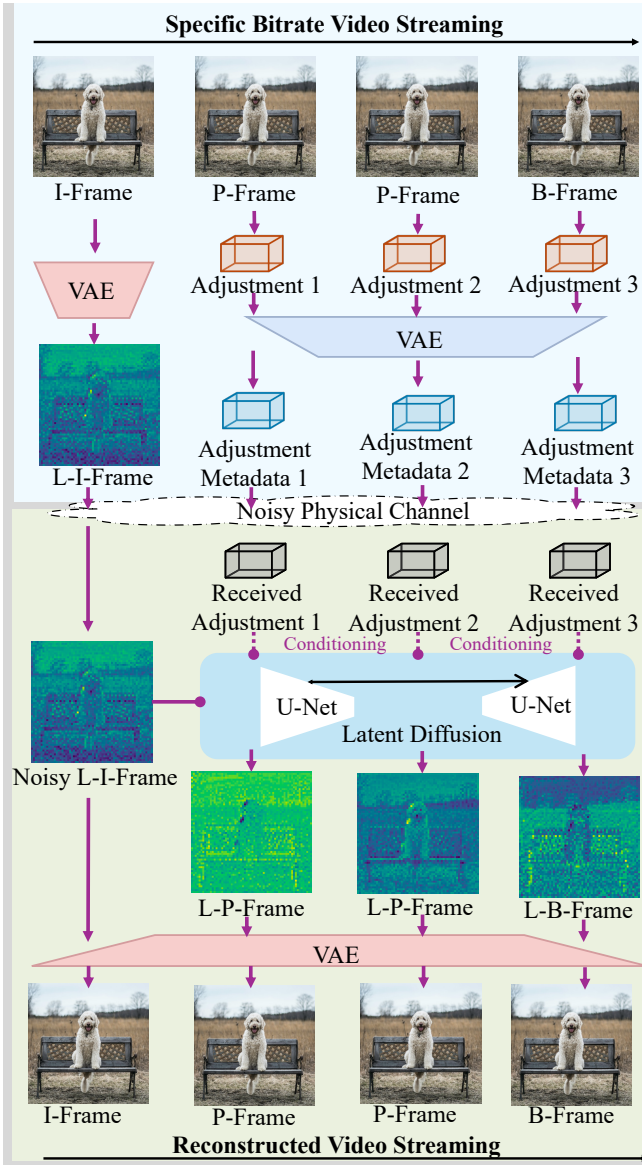 Specific Bitrate Video Streaming
I-Frame
P-Frame
P-Frame
B-Frame
VAE
Adjustment 1
Adjustment 2
Adjustment 3
VAE
L-I-Frame
Adjustment
Metadata 1
Adjustment
Metadata 2
Adjustment
Metadata 3
Noisy Physical Channel
Received
Adjustment 1
Received
Adjustment 2
Received
Adjustment 3
Conditioning
Conditioning
U-Net
U-Net
Latent Diffusion
Noisy L-I-Frame
L-P-Frame
L-P-Frame
L-B-Frame
VAE
I-Frame
P-Frame
P-Frame
B-Frame
Reconstructed Video Streaming